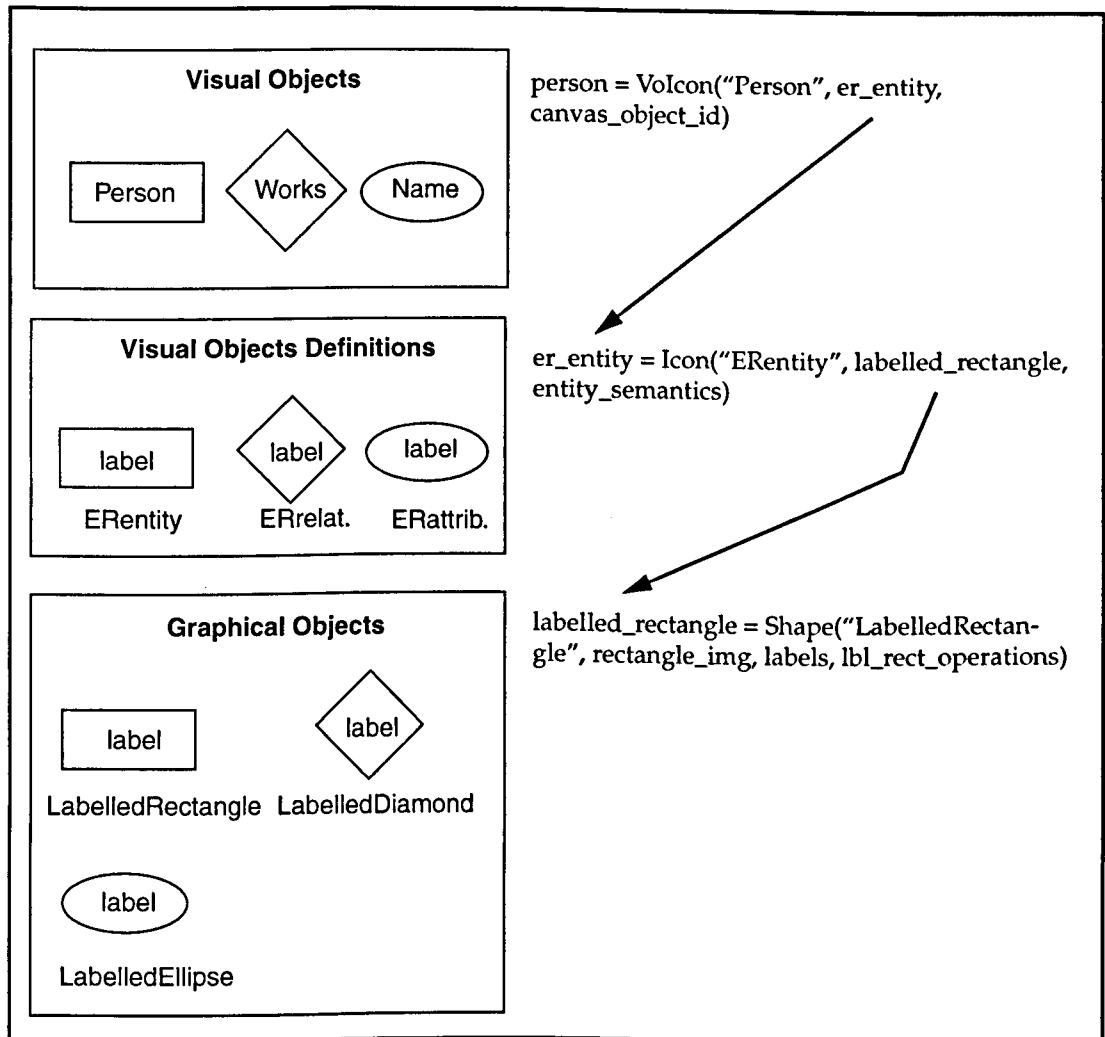 Visual Objects
Person
Works
Name
person = VoIcon("Person", er_entity,
canvas_object_id)
Visual Objects Definitions
label
label
label
ERentity
ERrelat.
ERattrib.
er_entity = Icon("ERentity", labelled_rectangle,
entity_semantics)
Graphical Objects
label
label
LabelledRectangle
LabelledDiamond
label
LabelledEllipse
labelled_rectangle = Shape("LabelledRectan-
gle", rectangle_img, labels, lbl_rect_operations)